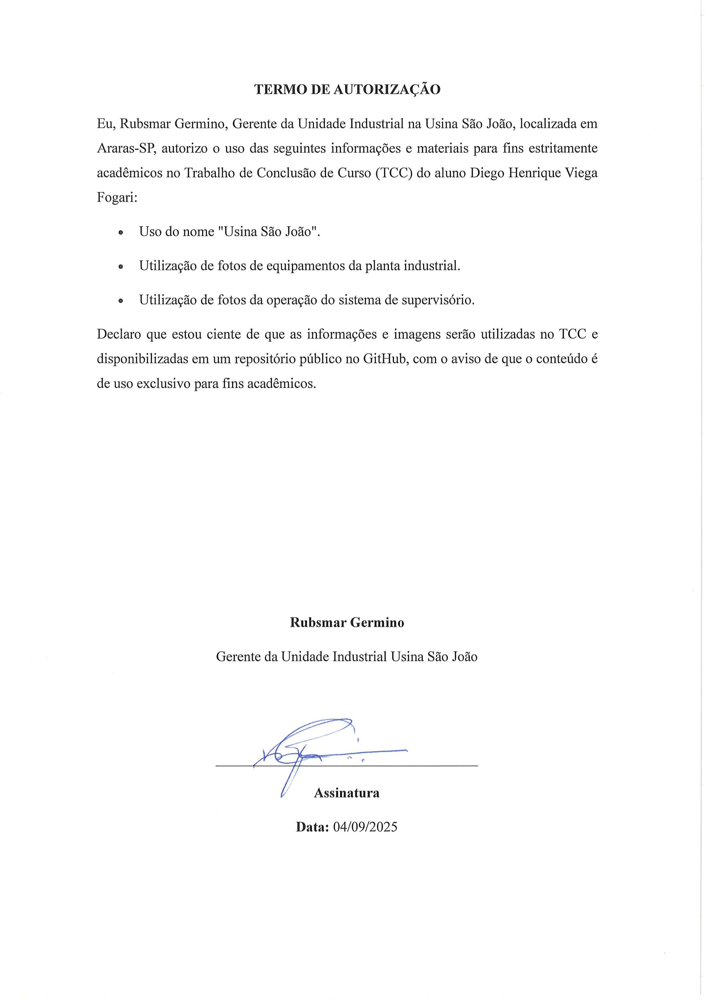 TERMO DE AUTORIZAÇÃO
Eu, Rubsmar Germino, Gerente da Unidade Industrial na Usina São João, localizada em
Araras-SP, autorizo o uso das seguintes informações e materiais para fins estritamente
acadêmicos no Trabalho de Conclusão de Curso (TCC) do aluno Diego Henrique Viega
Fogari:
• Uso do nome "Usina São João".
• Utilização de fotos de equipamentos da planta industrial.
• Utilização de fotos da operação do sistema de supervisório.
Declaro que estou ciente de que as informações e imagens serão utilizadas no TCC e
disponibilizadas em um repositório público no GitHub, com o aviso de que o conteúdo é
de uso exclusivo para fins acadêmicos.
Rubsmar Germino
Gerente da Unidade Industrial Usina São João
Assinatura
Data: 04/09/2025